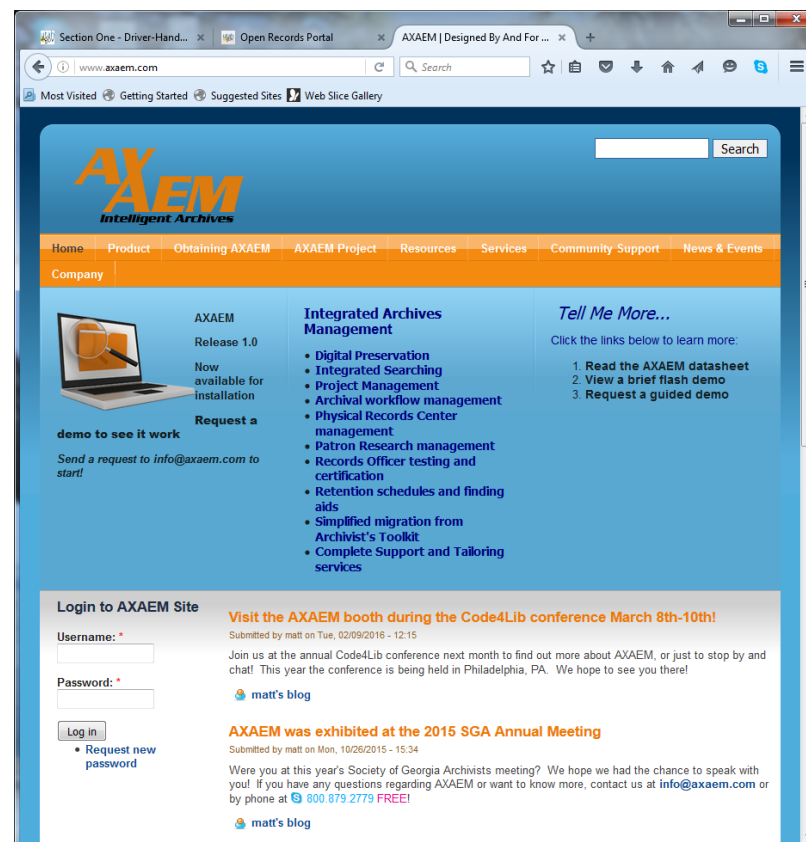 Section One - Driver-Hand...
Open Records Portal
AXAEM | Designed By And For ...
www.axaem.com
Search
Most Visited
Getting Started
Suggested Sites
Web Slice Gallery
Search
AXAEM
Intelligent Archives
Home
Product
Obtaining AXAEM
AXAEM Project
Resources
Services
Community Support
News & Events
Company
AXAEM
Release 1.0
Now
available for
installation
Request a
demo to see it work
Send a request to info@axaem.com to
start!
Integrated Archives
Management
• Digital Preservation
• Integrated Searching
• Project Management
• Archival workflow management
• Physical Records Center
management
• Patron Research management
• Records Officer testing and
certification
• Retention schedules and finding
aids
• Simplified migration from
Archivist's Toolkit
• Complete Support and Tailoring
services
Tell Me More...
Click the links below to learn more:
1. Read the AXAEM datasheet
2. View a brief flash demo
3. Request a guided demo
Login to AXAEM Site
Username: *
Password: *
Log in
• Request new
password
Visit the AXAEM booth during the Code4Lib conference March 8th-10th!
Submitted by matt on Tue, 02/09/2016 - 12:15
Join us at the annual Code4Lib conference next month to find out more about AXAEM, or just to stop by and
chat! This year the conference is being held in Philadelphia, PA. We hope to see you there!
matt's blog
AXAEM was exhibited at the 2015 SGA Annual Meeting
Submitted by matt on Mon, 10/26/2015 - 15:34
Were you at this year's Society of Georgia Archivists meeting? We hope we had the chance to speak with
you! If you have any questions regarding AXAEM or want to know more, contact us at info@axaem.com or
by phone at 800.879.2779 FREE!
matt's blog